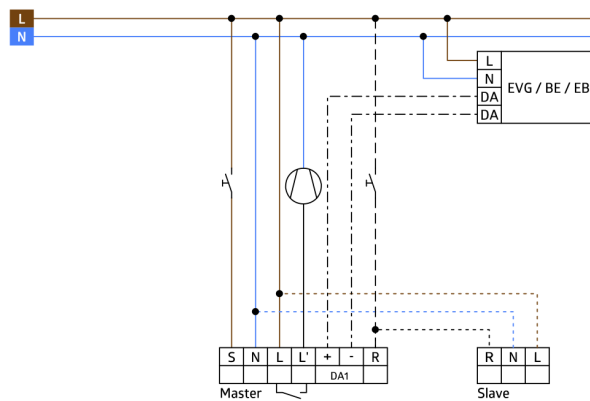 L
N
L
N
DA
DA
EVG / BE / EB
S N L L' + - R
DA1
Master
R N L
Slave